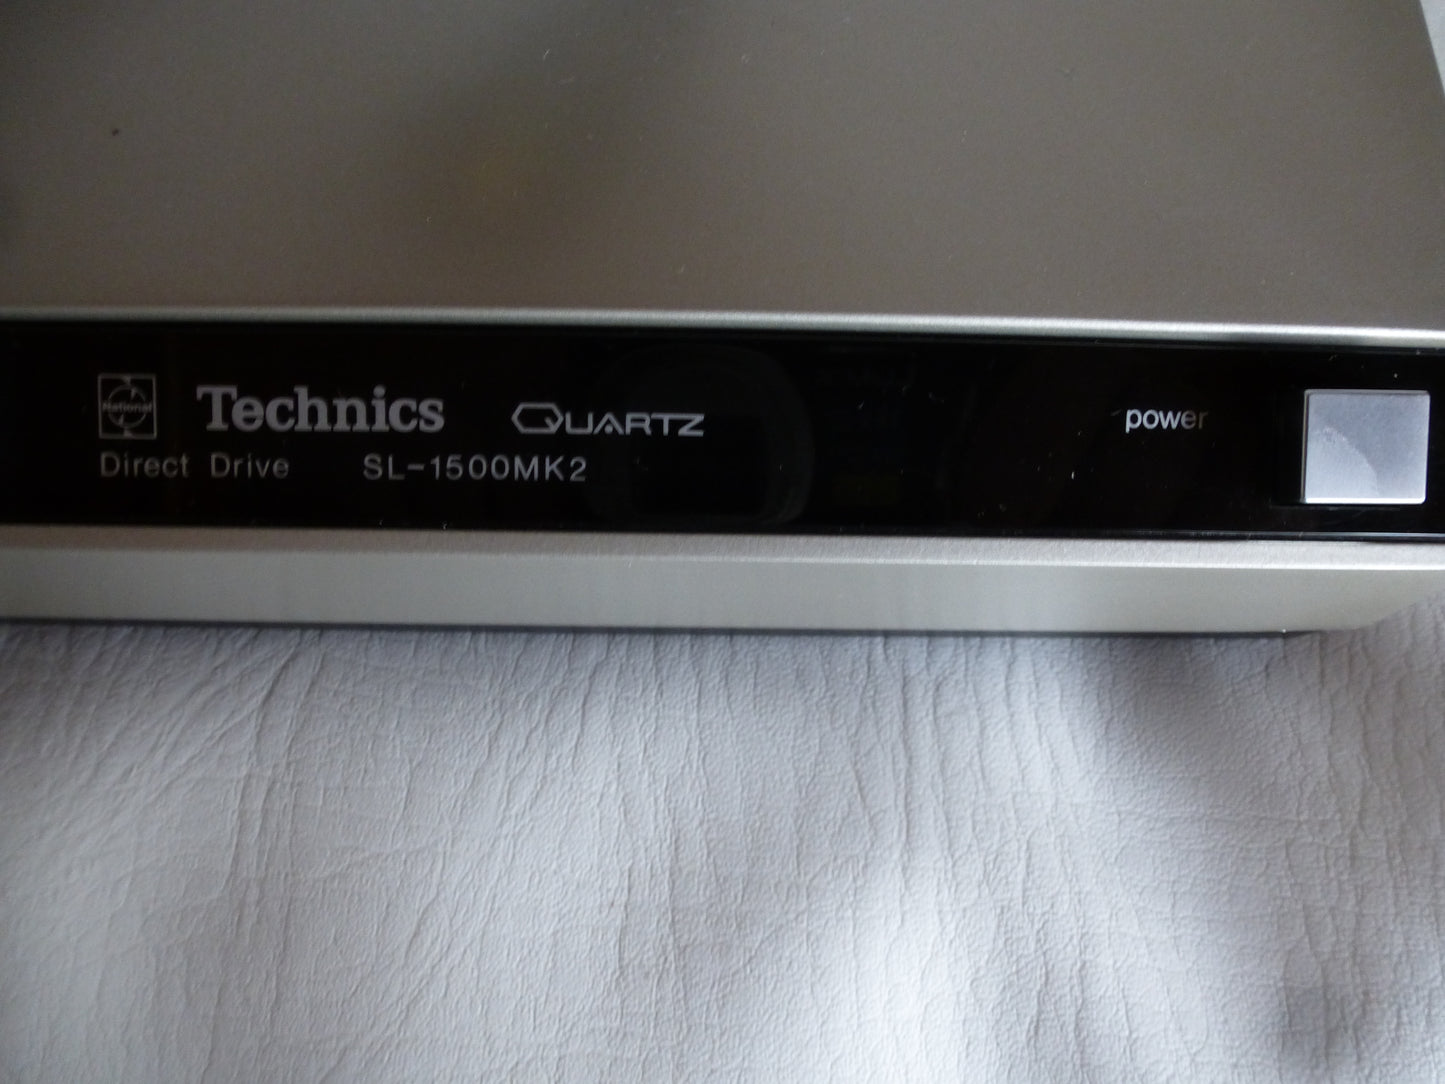 National Technics QUARTZ power
Direct Drive SL-1500MK2